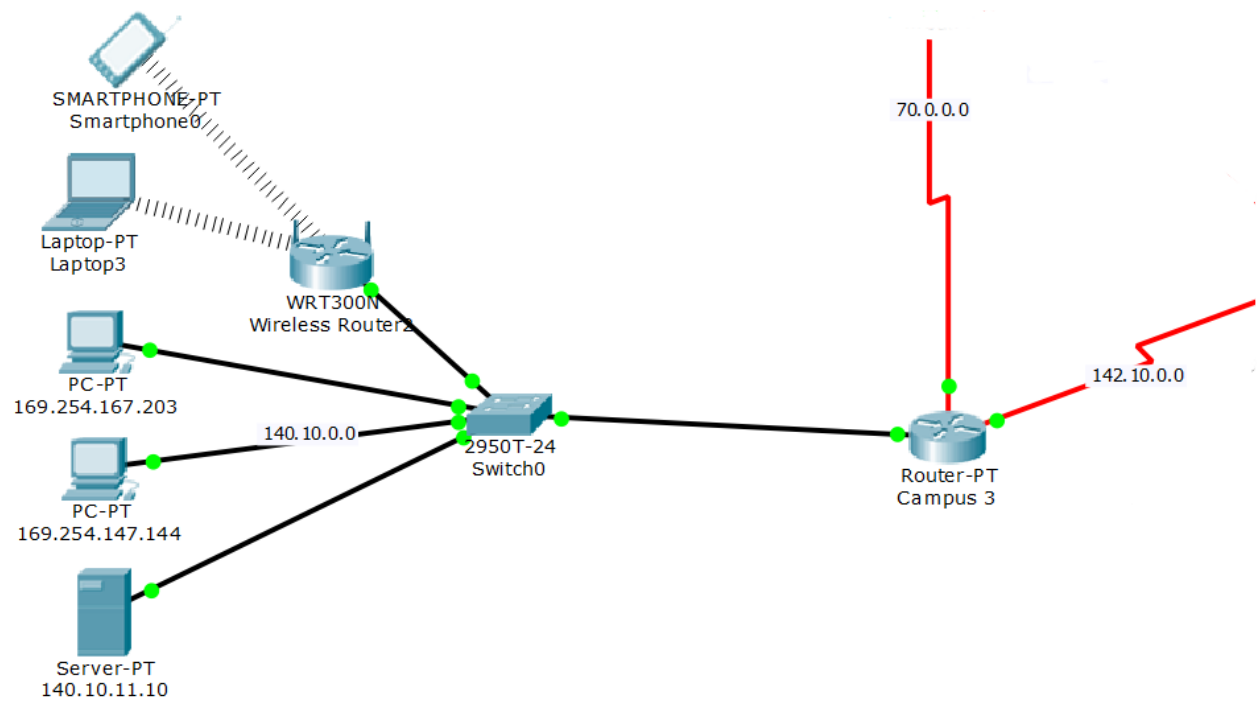 SMARTPHONE-PT
Smartphone0
Laptop-PT
Laptop3
WRT300N
Wireless Router2
PC-PT
169.254.167.203
PC-PT
169.254.147.144
140.10.0.0
2950T-24
Switch0
Server-PT
140.10.11.10
70.0.0.0
142.10.0.0
Router-PT
Campus 3